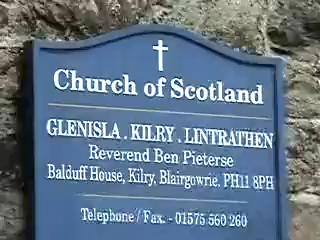 Church of Scotland
GLENISLA . KILRY . LINTRATHEN
Reverend Ben Pieterse
Balduff House, Kilry, Blairgowrie. PH11 8PH
Telephone / Fax. - 01575 560 260